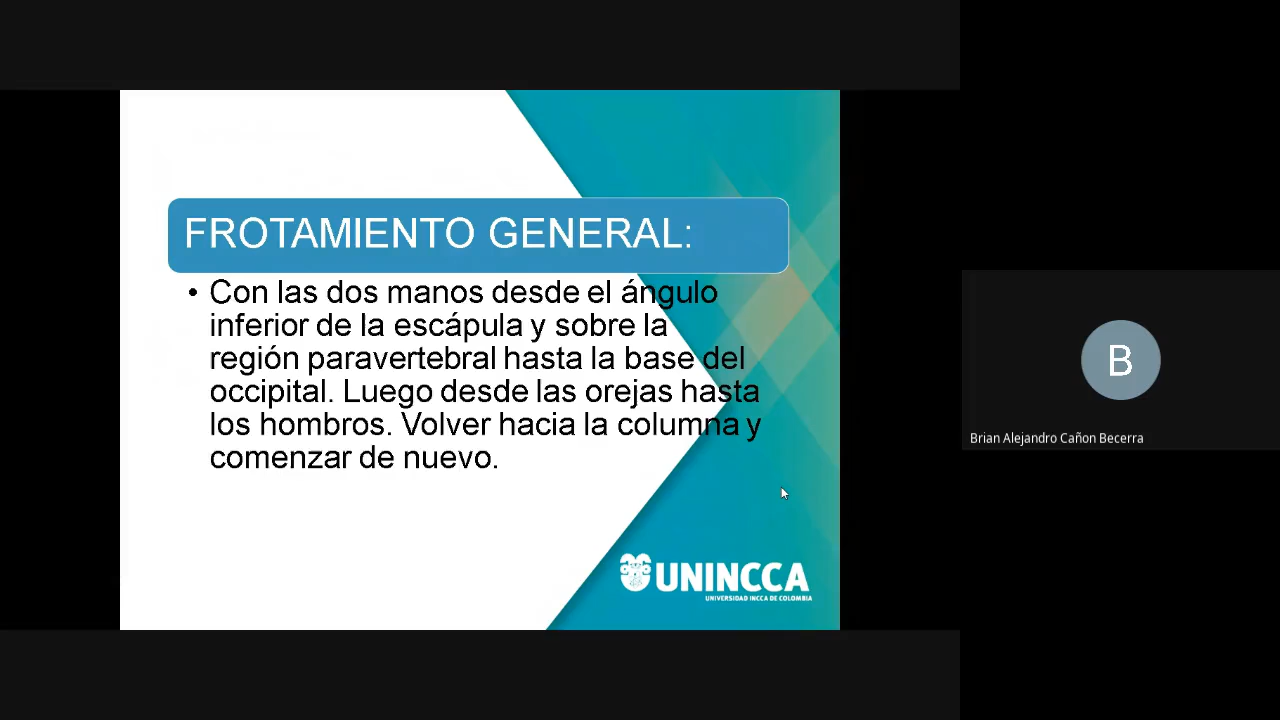 FROTAMIENTO GENERAL:
• Con las dos manos desde el ángulo
inferior de la escápula y sobre la
región paravertebral hasta la base del
occipital. Luego desde las orejas hasta
los hombros. Volver hacia la columna y
comenzar de nuevo.
B
Brian Alejandro Cañon Becerra
UNINCCA
UNIVERSIDAD INCCA DE COLOMBIA